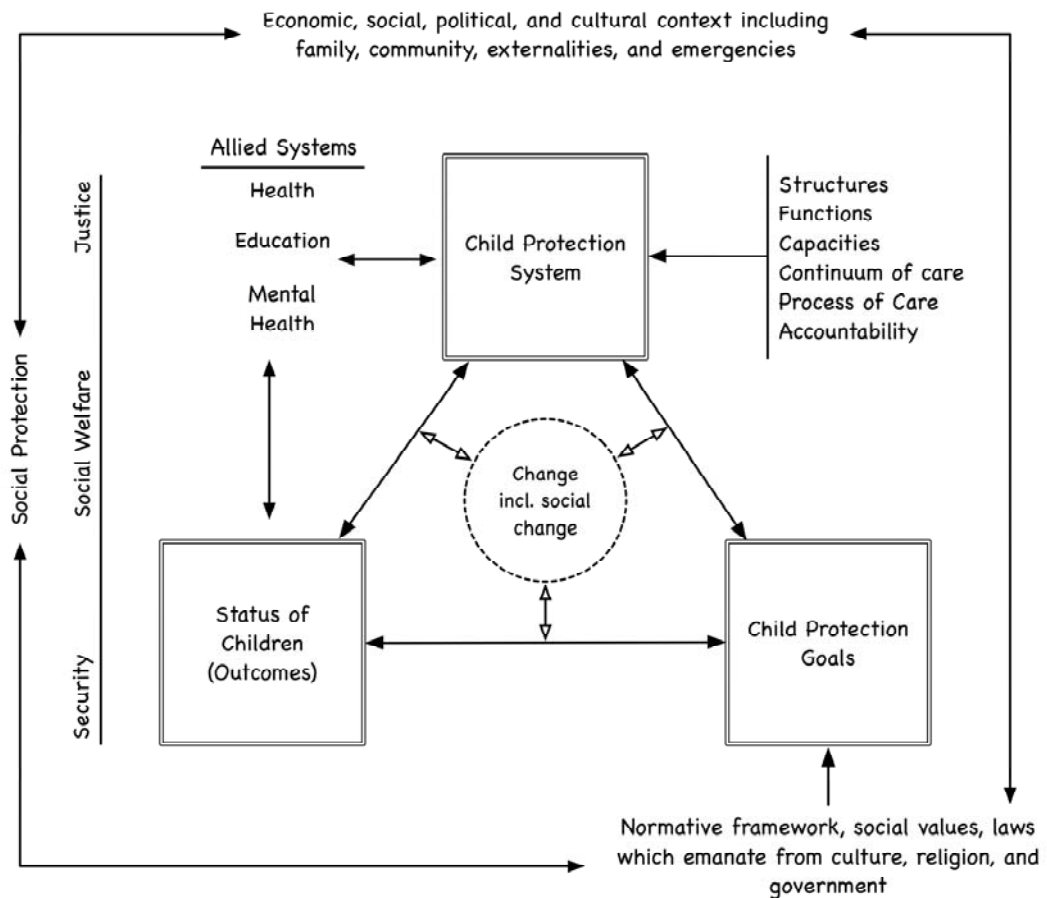 Economic, social, political, and cultural context including
family, community, externalities, and emergencies
Allied Systems
Health
Education
Mental
Health
Child Protection
System
Structures
Functions
Capacities
Continuum of care
Process of Care
Accountability
Justice
Social Welfare
Security
Social Protection
Change
incl. social
change
Status of
Children
(Outcomes)
Child Protection
Goals
Normative framework, social values, laws
which emanate from culture, religion, and
government